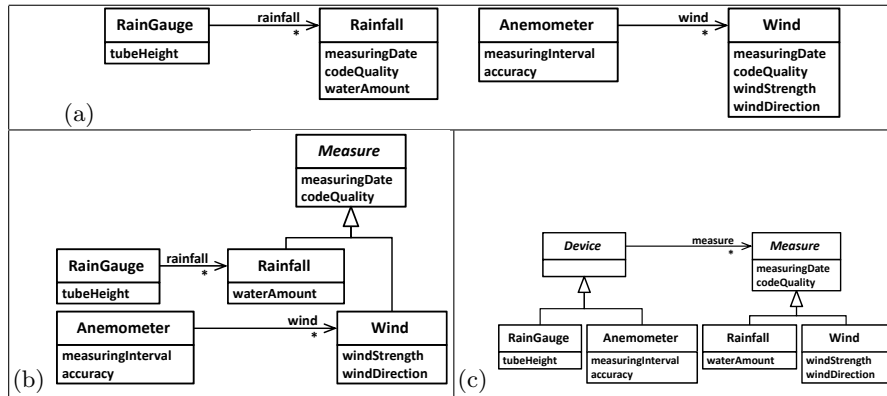 RainGauge
tubeHeight
rainfall
*
Rainfall
measuringDate
codeQuality
waterAmount
Anemometer
measuringInterval
accuracy
wind
*
Wind
measuringDate
codeQuality
windStrength
windDirection
(a)
Measure
measuringDate
codeQuality
RainGauge
tubeHeight
rainfall
*
Rainfall
waterAmount
Anemometer
measuringInterval
accuracy
wind
*
Wind
windStrength
windDirection
(b)
Device
measure
*
Measure
measuringDate
codeQuality
RainGauge
tubeHeight
Anemometer
measuringInterval
accuracy
Rainfall
waterAmount
Wind
windStrength
windDirection
(c)